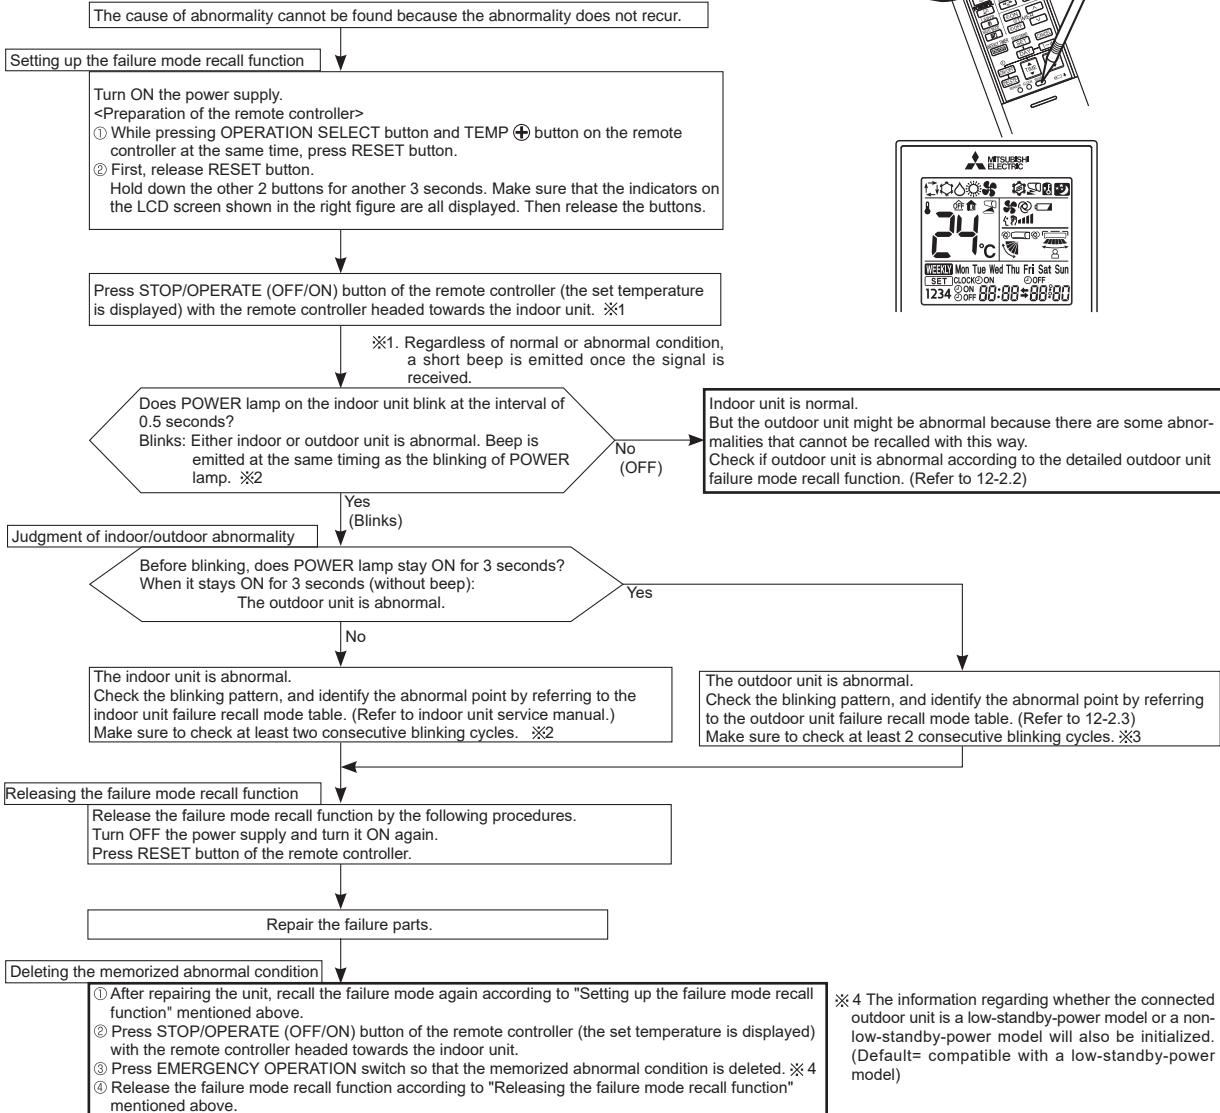 The cause of abnormality cannot be found because the abnormality does not recur.
Setting up the failure mode recall function
Turn ON the power supply.
<Preparation of the remote controller>
① While pressing OPERATION SELECT button and TEMP ⊕ button on the remote
controller at the same time, press RESET button.
② First, release RESET button.
Hold down the other 2 buttons for another 3 seconds. Make sure that the indicators on
the LCD screen shown in the right figure are all displayed. Then release the buttons.
MITSUBISHI
ELECTRIC
24°C
WEEKLY Mon Tue Wed Thu Fri Sat Sun
SET CLOCK ON OFF
1234 ON OFF 88:88 88:80
Press STOP/OPERATE (OFF/ON) button of the remote controller (the set temperature
is displayed) with the remote controller headed towards the indoor unit. ※1
※1. Regardless of normal or abnormal condition,
a short beep is emitted once the signal is
received.
Does POWER lamp on the indoor unit blink at the interval of
0.5 seconds?
Blinks: Either indoor or outdoor unit is abnormal. Beep is
emitted at the same timing as the blinking of POWER
lamp. ※2
No
(OFF)
Indoor unit is normal.
But the outdoor unit might be abnormal because there are some abnor-
malities that cannot be recalled with this way.
Check if outdoor unit is abnormal according to the detailed outdoor unit
failure mode recall function. (Refer to 12-2.2)
Yes
(Blinks)
Judgment of indoor/outdoor abnormality
Before blinking, does POWER lamp stay ON for 3 seconds?
When it stays ON for 3 seconds (without beep):
The outdoor unit is abnormal.
Yes
No
The indoor unit is abnormal.
Check the blinking pattern, and identify the abnormal point by referring to the
indoor unit failure recall mode table. (Refer to indoor unit service manual.)
Make sure to check at least two consecutive blinking cycles. ※2
The outdoor unit is abnormal.
Check the blinking pattern, and identify the abnormal point by referring
to the outdoor unit failure recall mode table. (Refer to 12-2.3)
Make sure to check at least 2 consecutive blinking cycles. ※3
Releasing the failure mode recall function
Release the failure mode recall function by the following procedures.
Turn OFF the power supply and turn it ON again.
Press RESET button of the remote controller.
Repair the failure parts.
Deleting the memorized abnormal condition
① After repairing the unit, recall the failure mode again according to "Setting up the failure mode recall
function" mentioned above.
② Press STOP/OPERATE (OFF/ON) button of the remote controller (the set temperature is displayed)
with the remote controller headed towards the indoor unit.
③ Press EMERGENCY OPERATION switch so that the memorized abnormal condition is deleted. ※4
④ Release the failure mode recall function according to "Releasing the failure mode recall function"
mentioned above.
※4 The information regarding whether the connected
outdoor unit is a low-standby-power model or a non-
low-standby-power model will also be initialized.
(Default= compatible with a low-standby-power
model)